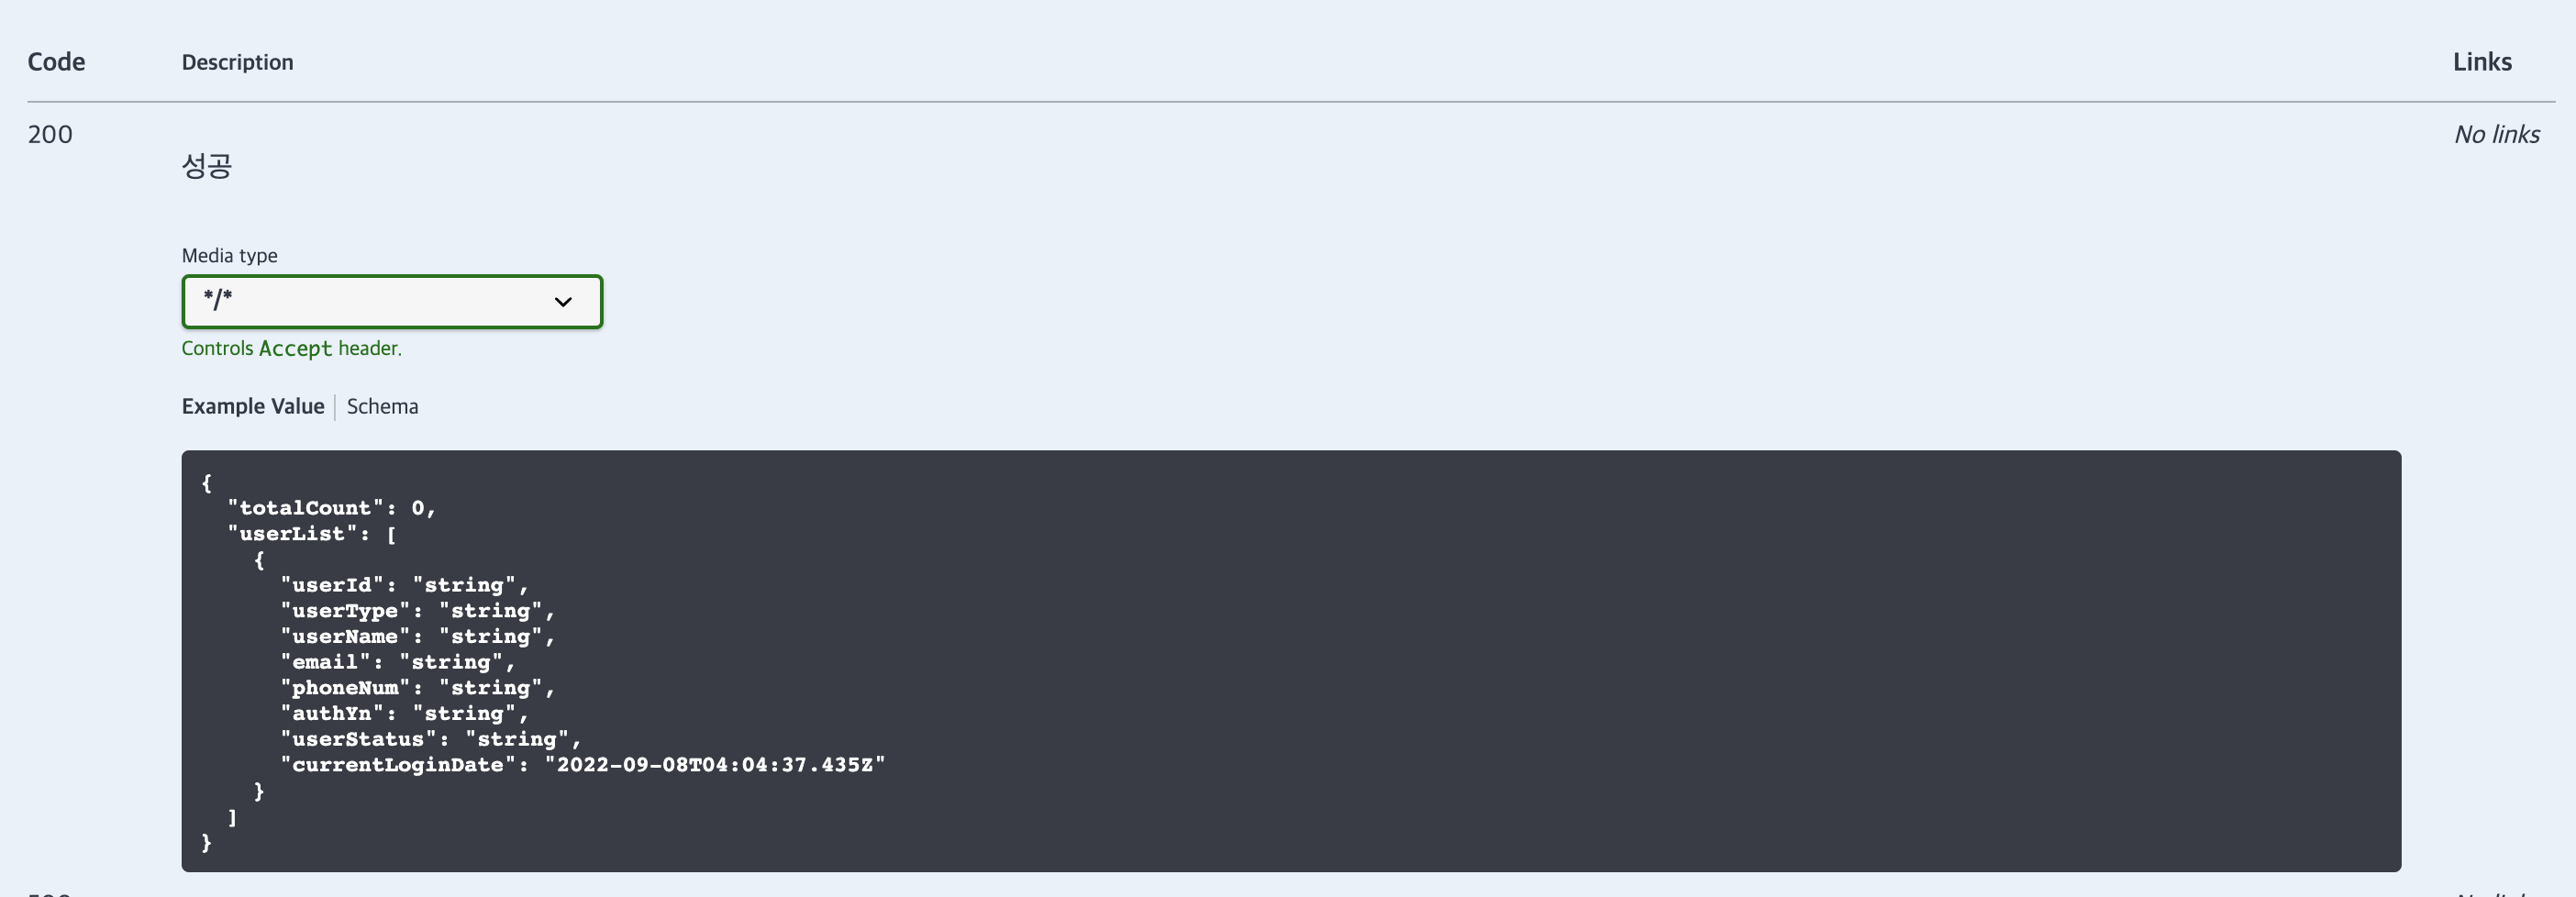 Code Description Links
200 No links
성공
Media type
*/*
Controls Accept header.
Example Value Schema
{
"totalCount": 0,
"userList": [
{
"userId": "string",
"userType": "string",
"userName": "string",
"email": "string",
"phoneNum": "string",
"authYn": "string",
"userStatus": "string",
"currentLoginDate": "2022-09-08T04:04:37.435Z"
}
]
}